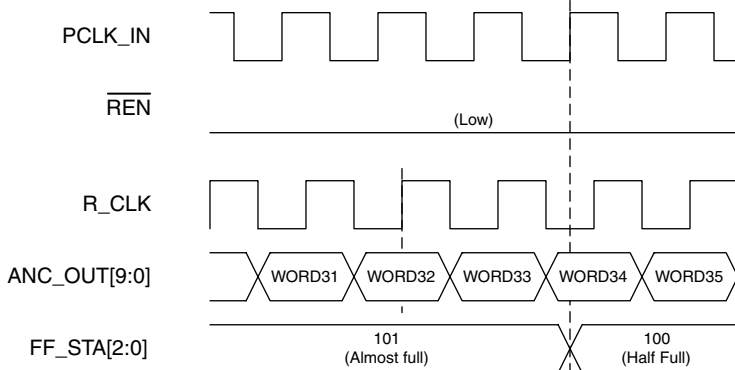 PCLK_IN
REN
(Low)
R_CLK
ANC_OUT[9:0]
WORD31
WORD32
WORD33
WORD34
WORD35
FF_STA[2:0]
101
(Almost full)
100
(Half Full)